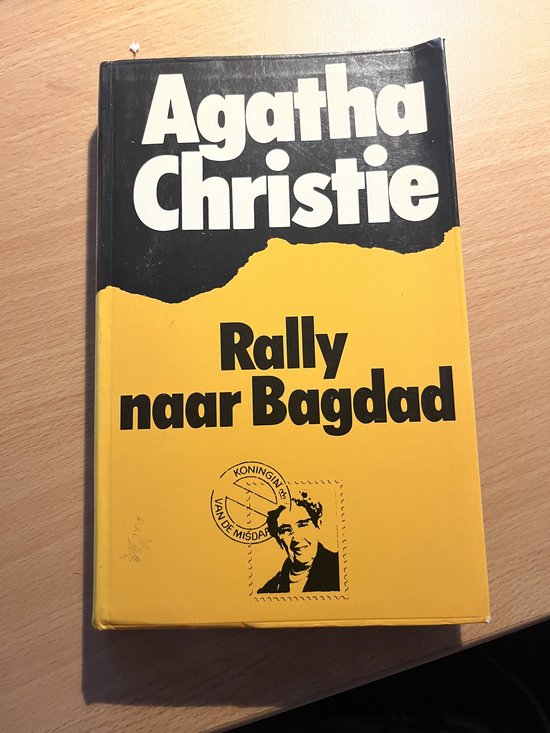 Agatha
Christie
Rally
naar Bagdad
KONINGIN
VAN DE MISDAAD